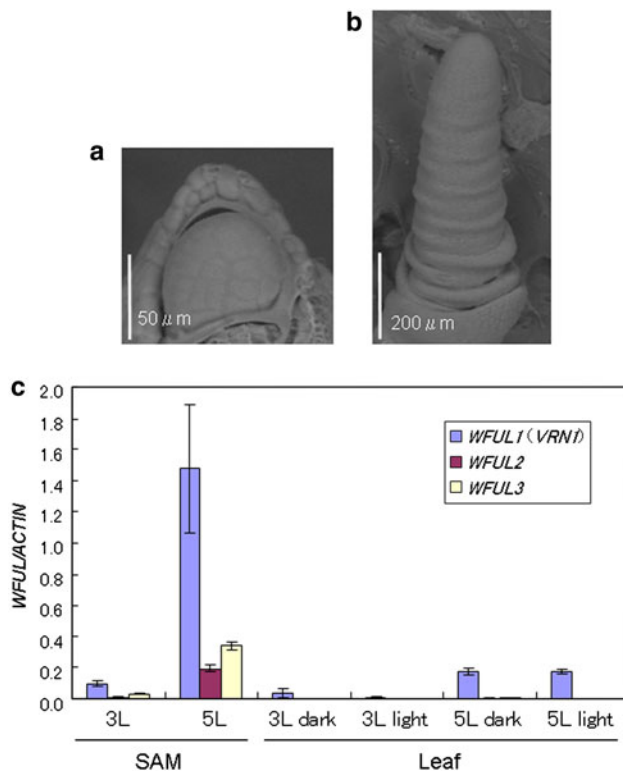 b
a
50 μm
200 μm
c
2.0
1.8
1.6
1.4
1.2
1.0
0.8
0.6
0.4
0.2
0.0
WFUL/ACTIN
WFUL1 (VRN1)
WFUL2
WFUL3
3L 5L 3L dark 3L light 5L dark 5L light
SAM Leaf